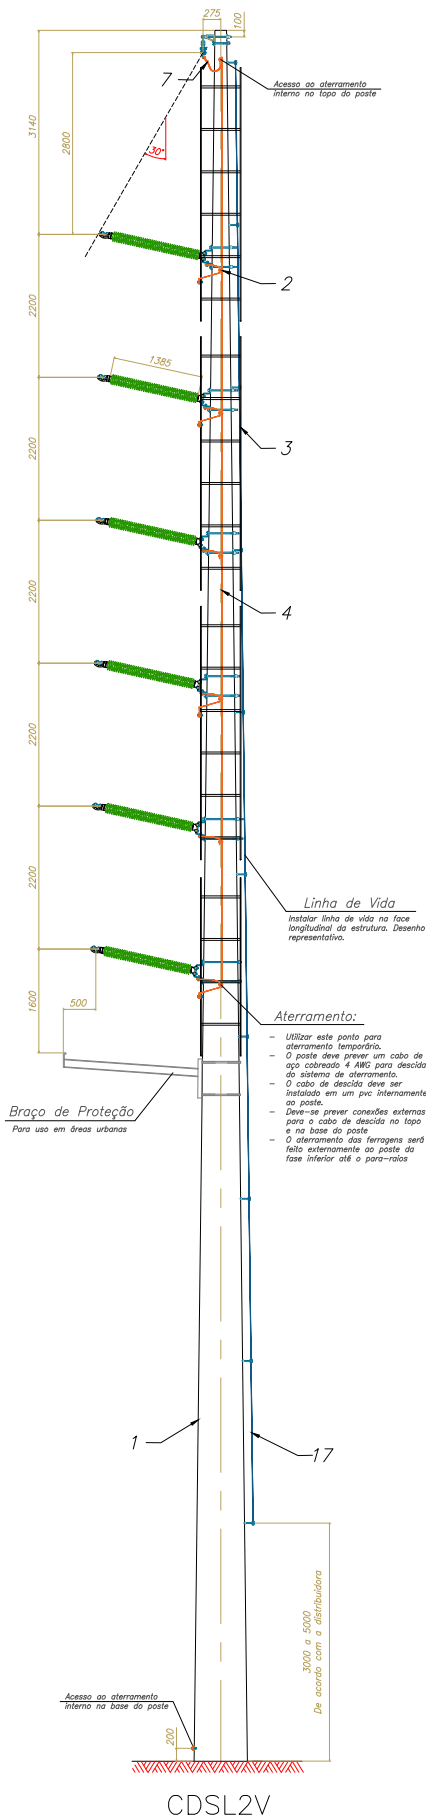 275
100
7
Acesso ao aterramento
interno no topo do poste
3140
2800
30°
2
2200
1385
2200
3
2200
4
2200
2200
Linha de Vida
Instalar linha de vida na face
longitudinal da estrutura. Desenho
representativo.
1600
500
Aterramento:
- Utilizar este ponto para
aterramento temporário.
- O poste deve prever um cabo de
aço cobreado 4 AWG para descida
do sistema de aterramento.
- O cabo de descida deve ser
instalado em um pvc internamente
ao poste.
- Deve-se prever conexões externas
para o cabo de descida no topo
e na base do poste
- O aterramento das ferragens será
feito externamente ao poste da
fase inferior até o para-raios
Braço de Proteção
Para uso em áreas urbanas
1
17
3000 a 5000
De acordo com a distribuidora
Acesso ao aterramento
interno na base do poste
200
CDSL2V